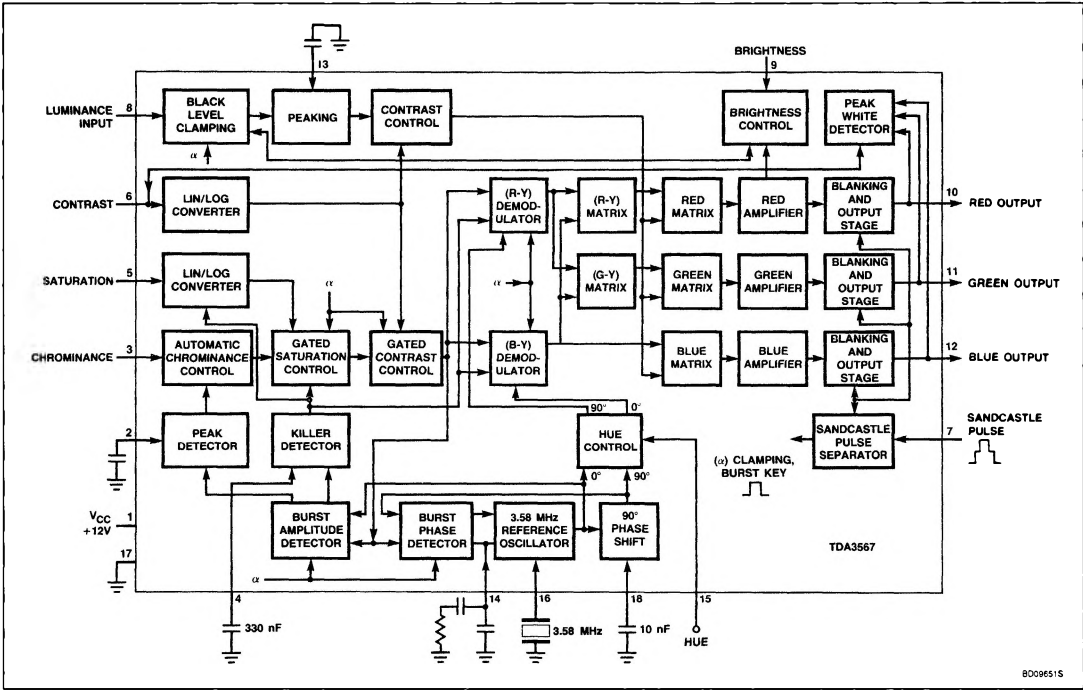 13
BRIGHTNESS
9
LUMINANCE
INPUT
8
BLACK
LEVEL
CLAMPING
PEAKING
CONTRAST
CONTROL
BRIGHTNESS
CONTROL
PEAK
WHITE
DETECTOR
α
CONTRAST
6
LIN/LOG
CONVERTER
(R-Y)
DEMOD-
ULATOR
(R-Y)
MATRIX
RED
MATRIX
RED
AMPLIFIER
BLANKING
AND
OUTPUT
STAGE
10
RED OUTPUT
SATURATION
5
LIN/LOG
CONVERTER
α
α
(G-Y)
MATRIX
GREEN
MATRIX
GREEN
AMPLIFIER
BLANKING
AND
OUTPUT
STAGE
11
GREEN OUTPUT
CHROMINANCE
3
AUTOMATIC
CHROMINANCE
CONTROL
GATED
SATURATION
CONTROL
GATED
CONTRAST
CONTROL
(B-Y)
DEMOD-
ULATOR
BLUE
MATRIX
BLUE
AMPLIFIER
BLANKING
AND
OUTPUT
STAGE
12
BLUE OUTPUT
90°
0°
2
PEAK
DETECTOR
KILLER
DETECTOR
HUE
CONTROL
SANDCASTLE
PULSE
SEPARATOR
7
SANDCASTLE
PULSE
(α) CLAMPING,
BURST KEY
0°
90°
VCC
+12V
1
BURST
AMPLITUDE
DETECTOR
BURST
PHASE
DETECTOR
3.58 MHz
REFERENCE
OSCILLATOR
90°
PHASE
SHIFT
TDA3567
17
α
4
14
16
18
15
330 nF
3.58 MHz
10 nF
HUE
BD09651S